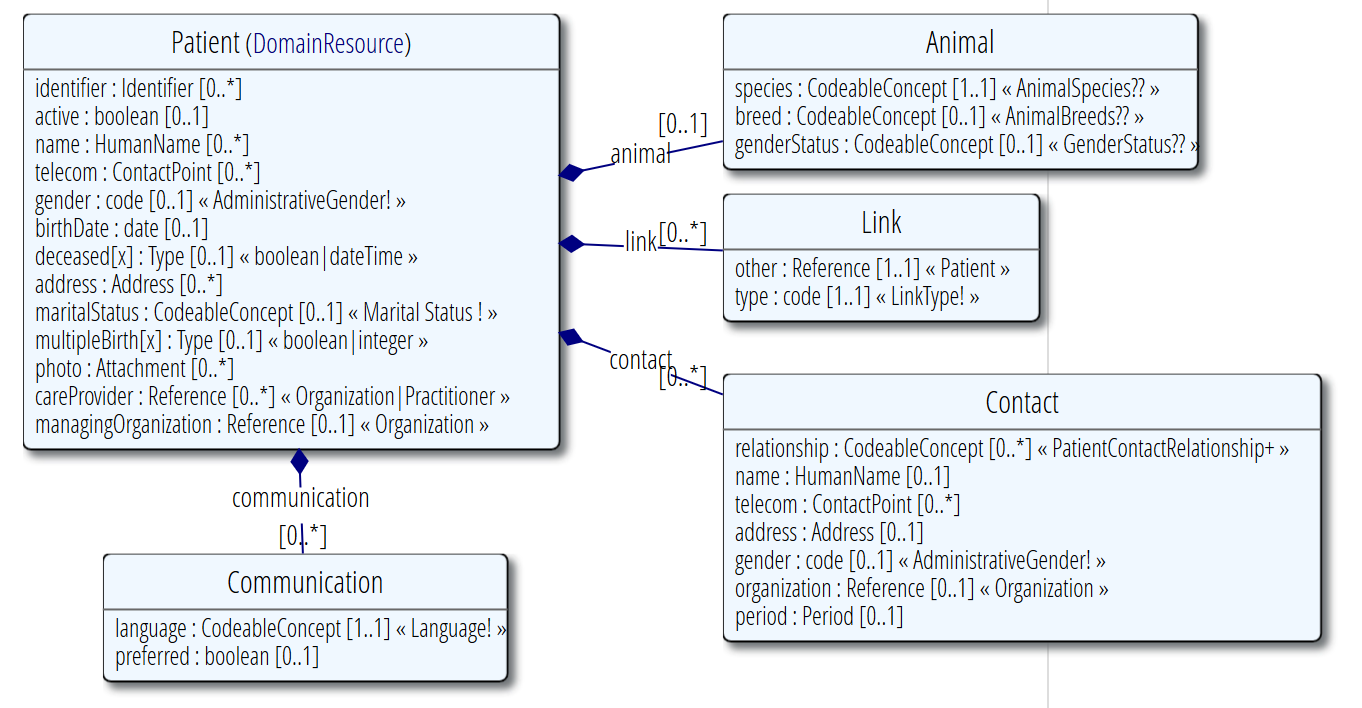 Patient (DomainResource)
identifier : Identifier [0..*]
active : boolean [0..1]
name : HumanName [0..*]
telecom : ContactPoint [0..*]
gender : code [0..1] « AdministrativeGender! »
birthDate : date [0..1]
deceased[x] : Type [0..1] « boolean|dateTime »
address : Address [0..*]
maritalStatus : CodeableConcept [0..1] « Marital Status ! »
multipleBirth[x] : Type [0..1] « boolean|integer »
photo : Attachment [0..*]
careProvider : Reference [0..*] « Organization|Practitioner »
managingOrganization : Reference [0..1] « Organization »
[0..1]
animal
Animal
species : CodeableConcept [1..1] « AnimalSpecies?? »
breed : CodeableConcept [0..1] « AnimalBreeds?? »
genderStatus : CodeableConcept [0..1] « GenderStatus?? »
link
[0..*]
Link
other : Reference [1..1] « Patient »
type : code [1..1] « LinkType! »
contact
[0..*]
Contact
relationship : CodeableConcept [0..*] « PatientContactRelationship+ »
name : HumanName [0..1]
telecom : ContactPoint [0..*]
address : Address [0..1]
gender : code [0..1] « AdministrativeGender! »
organization : Reference [0..1] « Organization »
period : Period [0..1]
communication
[0..*]
Communication
language : CodeableConcept [1..1] « Language! »
preferred : boolean [0..1]